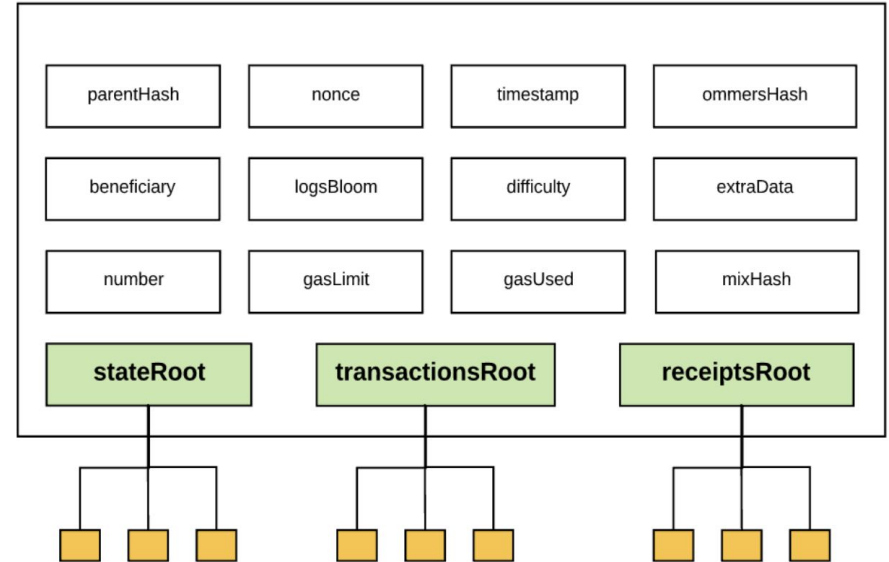 parentHash
nonce
timestamp
ommersHash
beneficiary
logsBloom
difficulty
extraData
number
gasLimit
gasUsed
mixHash
stateRoot
transactionsRoot
receiptsRoot